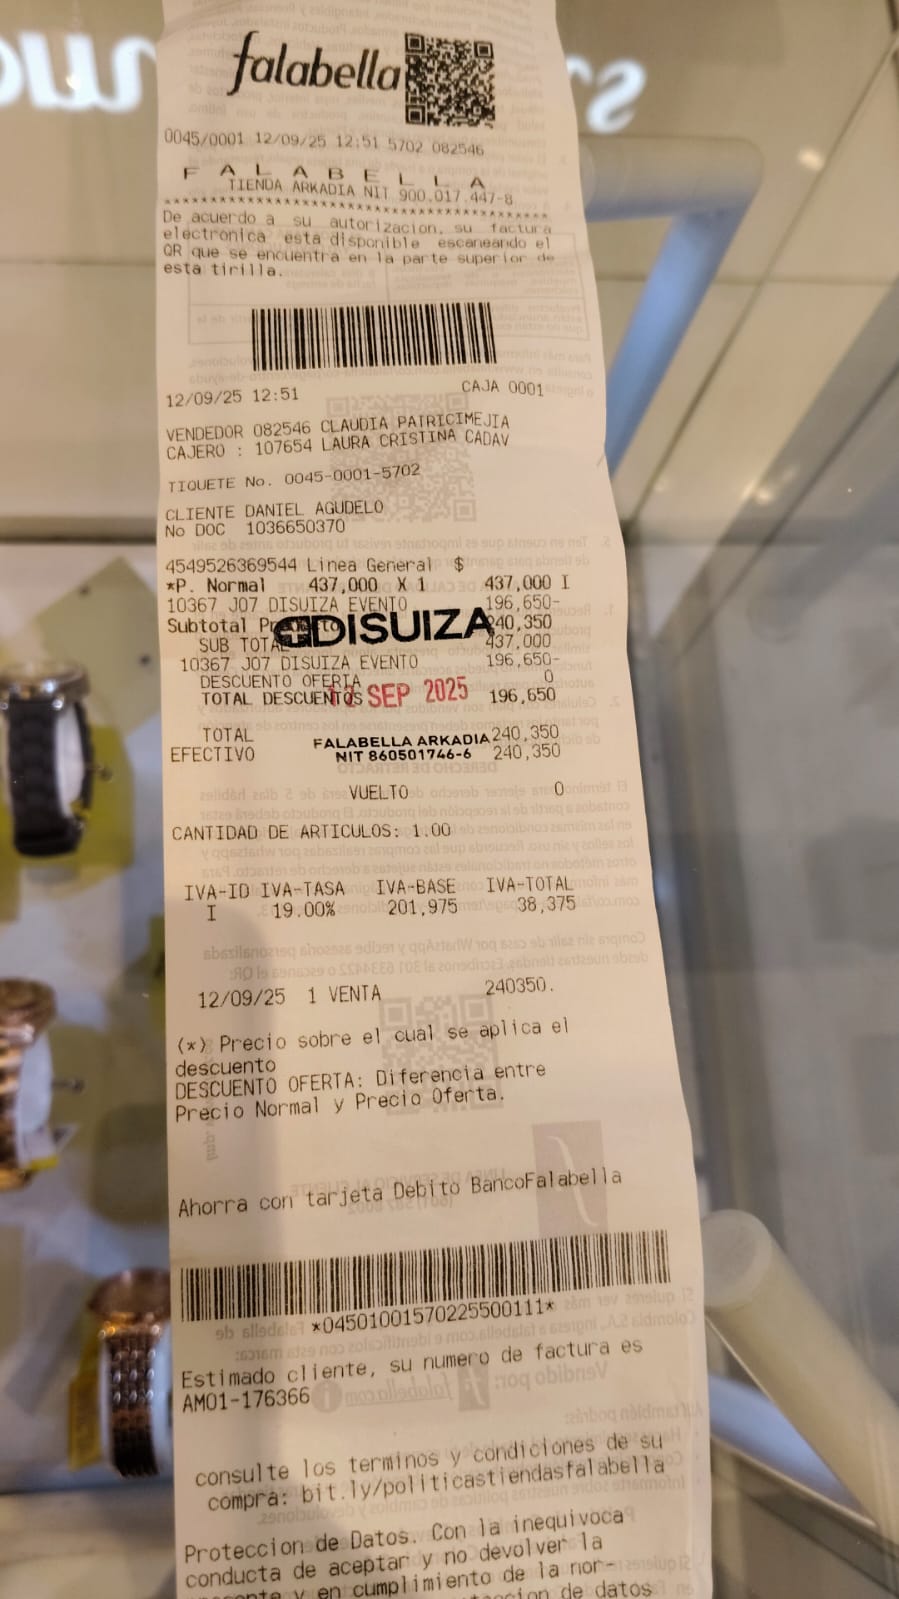 falabella
0045/0001 12/09/25 12:51 5702 082546
F A L A B E L L A
TIENDA ARKADIA NIT 900.017.447-8
****************************************
De acuerdo a su autorizacion, su factura
electronica esta disponible escaneando el
QR que se encuentra en la parte superior de
esta tirilla.
12/09/25 12:51 CAJA 0001
VENDEDOR 082546 CLAUDIA PATRICIMEJIA
CAJERO : 107654 LAURA CRISTINA CADAV
TIQUETE No. 0045-0001-5702
CLIENTE DANIEL AGUDELO
No DOC 1036650370
4549526369544 Linea General $
*P. Normal 437,000 X 1 437,000 I
10367 J07 DISUIZA EVENTO 196,650-
Subtotal 240,350
DISUIZA
SUB TOTAL 437,000
10367 J07 DISUIZA EVENTO 196,650-
DESCUENTO OFERTA 0
TOTAL DESCUENTOS 196,650
SEP 2025
TOTAL 240,350
FALABELLA ARKADIA
EFECTIVO 240,350
NIT 860501746-6
VUELTO 0
CANTIDAD DE ARTICULOS: 1.00
IVA-ID IVA-TASA IVA-BASE IVA-TOTAL
I 19.00% 201,975 38,375
12/09/25 1 VENTA 240350.
(*) Precio sobre el cual se aplica el
descuento
DESCUENTO OFERTA: Diferencia entre
Precio Normal y Precio Oferta.
Ahorra con tarjeta Debito BancoFalabella
*04501001570225500111*
Estimado cliente, su numero de factura es
AM01-176366
consulte los terminos y condiciones de su
compra: bit.ly/politicastiendasfalabella
Proteccion de Datos. Con la inequivoca
conducta de aceptar y no devolver la
y en cumplimiento de la nor-
de datos